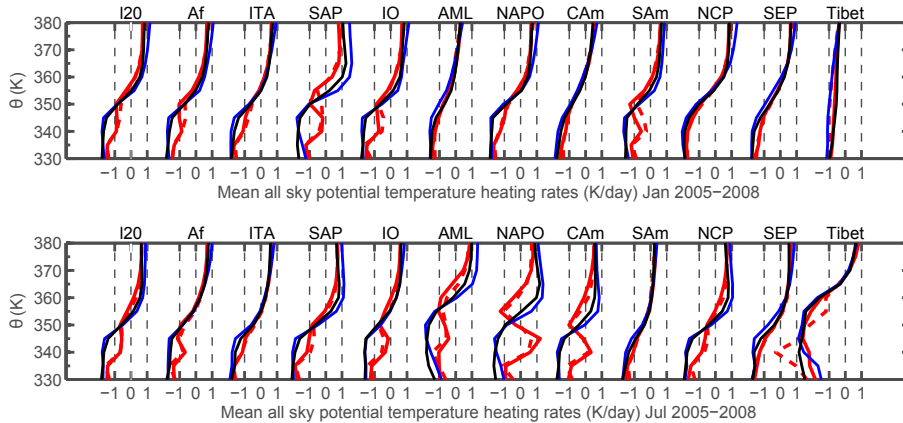 I20 Af ITA SAP IO AML NAPO CAm SAm NCP SEP Tibet
380
370
360
350
340
330
θ (K)
−1 0 1 −1 0 1 −1 0 1 −1 0 1 −1 0 1 −1 0 1 −1 0 1 −1 0 1 −1 0 1 −1 0 1 −1 0 1 −1 0 1
Mean all sky potential temperature heating rates (K/day) Jan 2005−2008
I20 Af ITA SAP IO AML NAPO CAm SAm NCP SEP Tibet
380
370
360
350
340
330
θ (K)
−1 0 1 −1 0 1 −1 0 1 −1 0 1 −1 0 1 −1 0 1 −1 0 1 −1 0 1 −1 0 1 −1 0 1 −1 0 1 −1 0 1
Mean all sky potential temperature heating rates (K/day) Jul 2005−2008